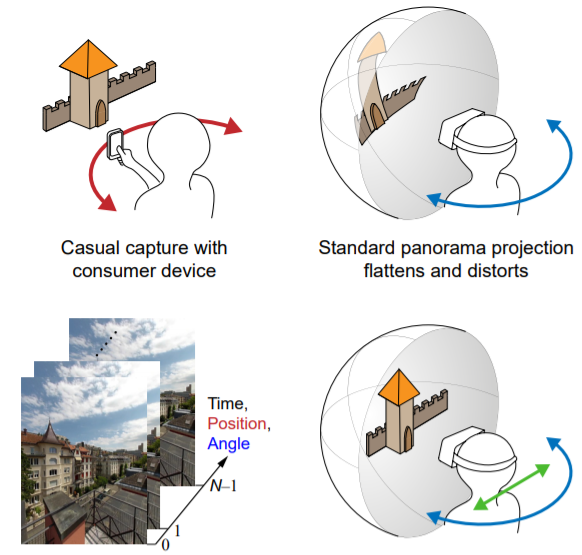 Casual capture with
consumer device
Standard panorama projection
flattens and distorts
Time,
Position,
Angle
N–1
1
0